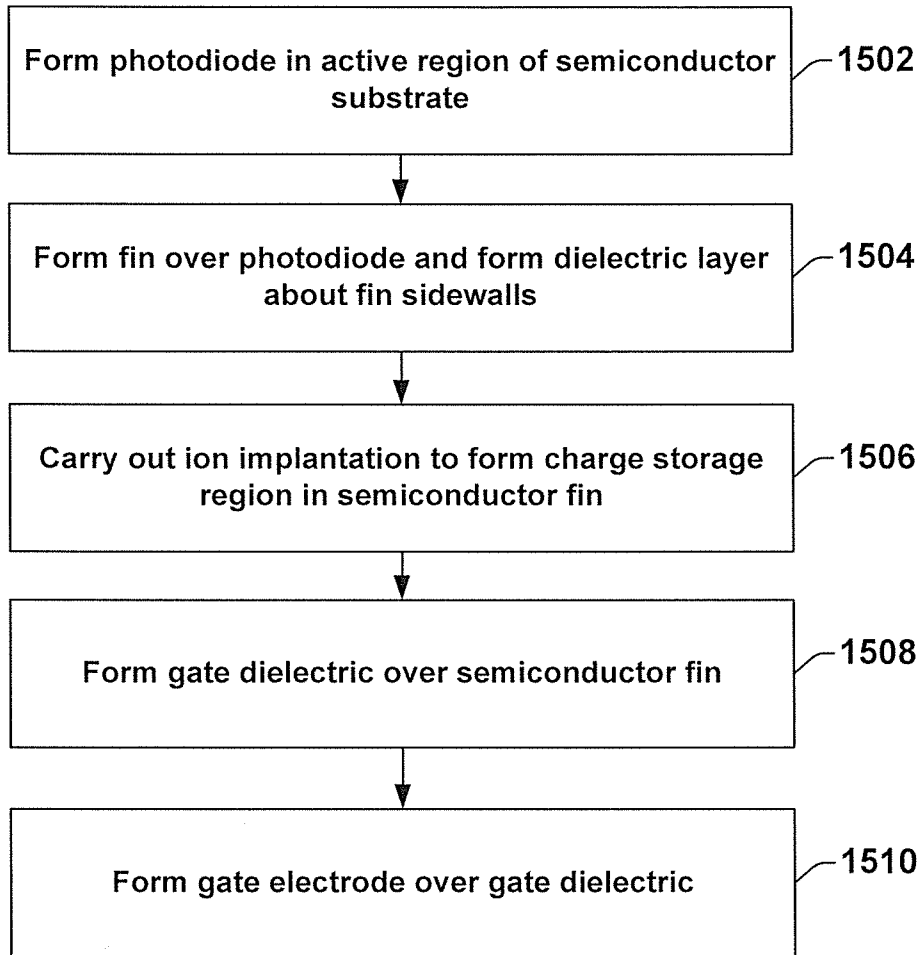 Form photodiode in active region of semiconductor
substrate
1502
Form fin over photodiode and form dielectric layer
about fin sidewalls
1504
Carry out ion implantation to form charge storage
region in semiconductor fin
1506
Form gate dielectric over semiconductor fin
1508
Form gate electrode over gate dielectric
1510